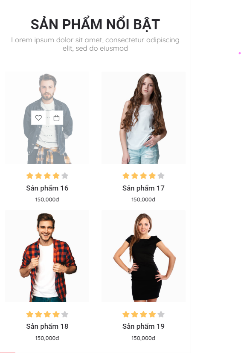 SẢN PHẨM NỔI BẬT
Lorem ipsum dolor sit amet, consectetur adipiscing
elit, sed do eiusmod
Sản phẩm 16
Sản phẩm 17
150,000đ
150,000đ
Sản phẩm 18
Sản phẩm 19
150,000đ
150,000đ